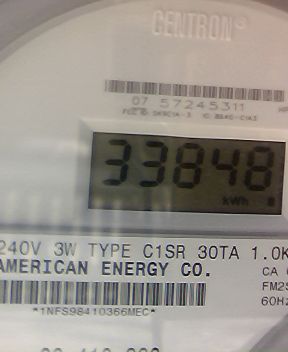 CENTRON®
07 57245311
33848
kWh
240V 3W TYPE C1SR 30TA 1.0K
AMERICAN ENERGY CO.
CA
FM2S
60Hz
*1NFS98410366MEC*